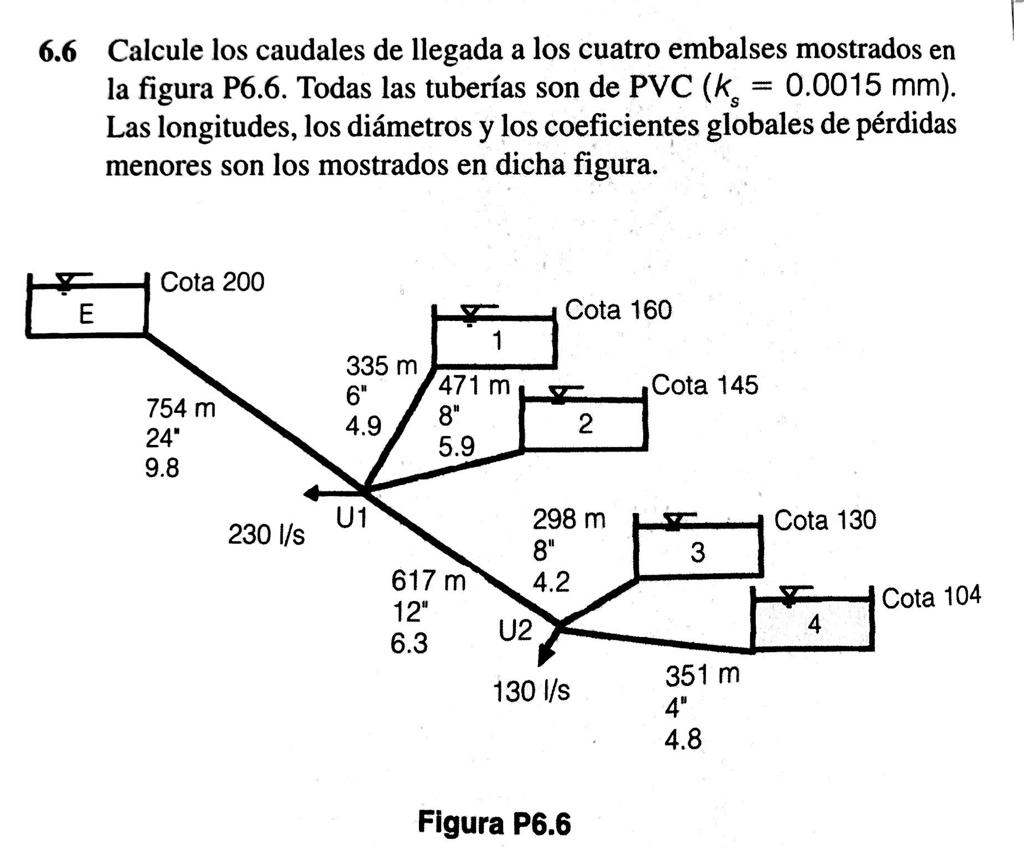 6.6 Calcule los caudales de llegada a los cuatro embalses mostrados en
la figura P6.6. Todas las tuberías son de PVC (kₛ = 0.0015 mm).
Las longitudes, los diámetros y los coeficientes globales de pérdidas
menores son los mostrados en dicha figura.
Cota 200
E
Cota 160
1
335 m
6"
4.9
471 m
8"
5.9
Cota 145
2
754 m
24"
9.8
U1
230 l/s
298 m
8"
4.2
Cota 130
3
617 m
12"
6.3
U2
Cota 104
4
130 l/s
351 m
4"
4.8
Figura P6.6